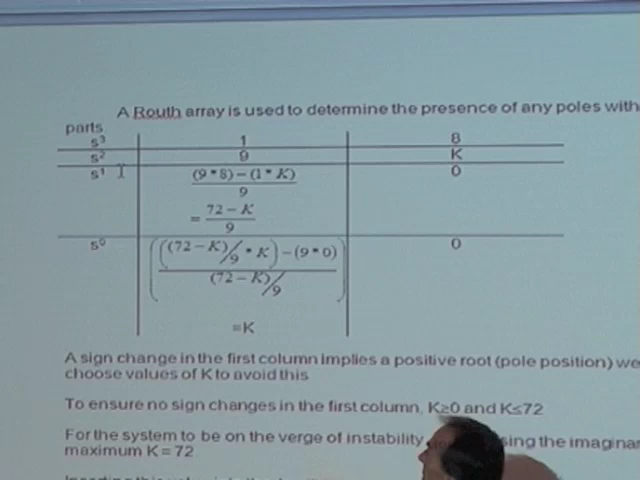 A Routh array is used to determine the presence of any poles with
parts
s³ 1 8
s² 9 K
s¹ (9 * 8) – (1 * K) 0
9
= 72 – K
9
s⁰ ((72 – K)/9 * K) – (9 * 0) 0
(72 – K)/9
=K
A sign change in the first column implies a positive root (pole position) we
choose values of K to avoid this
To ensure no sign changes in the first column, K≥0 and K≤72
For the system to be on the verge of instability, sing the imaginar
maximum K = 72